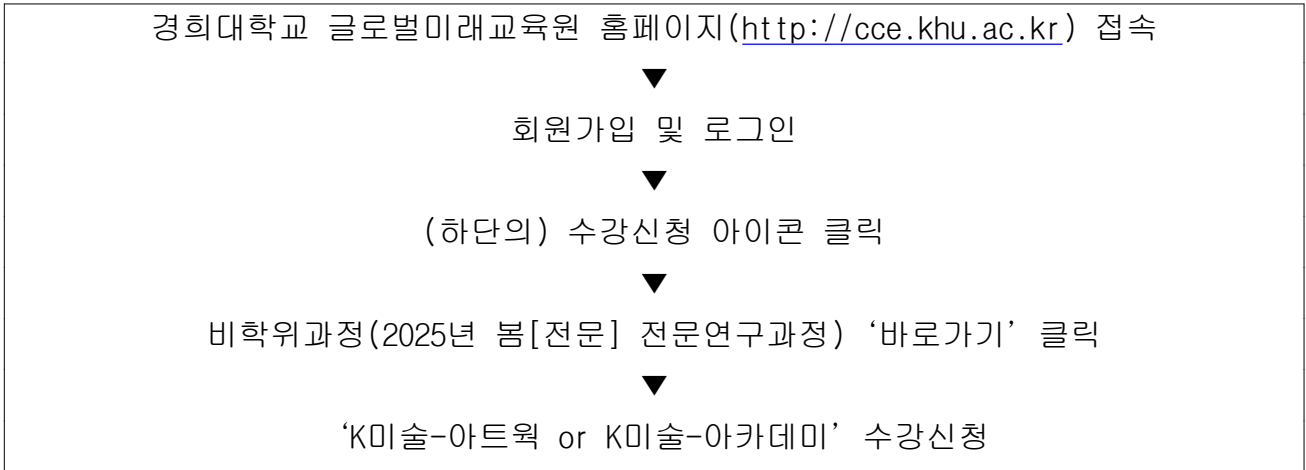 경희대학교 글로벌미래교육원 홈페이지(http://cce.khu.ac.kr) 접속
▼
회원가입 및 로그인
▼
(하단의) 수강신청 아이콘 클릭
▼
비학위과정(2025년 봄[전문] 전문연구과정) ‘바로가기’ 클릭
▼
‘K미술-아트웍 or K미술-아카데미’ 수강신청